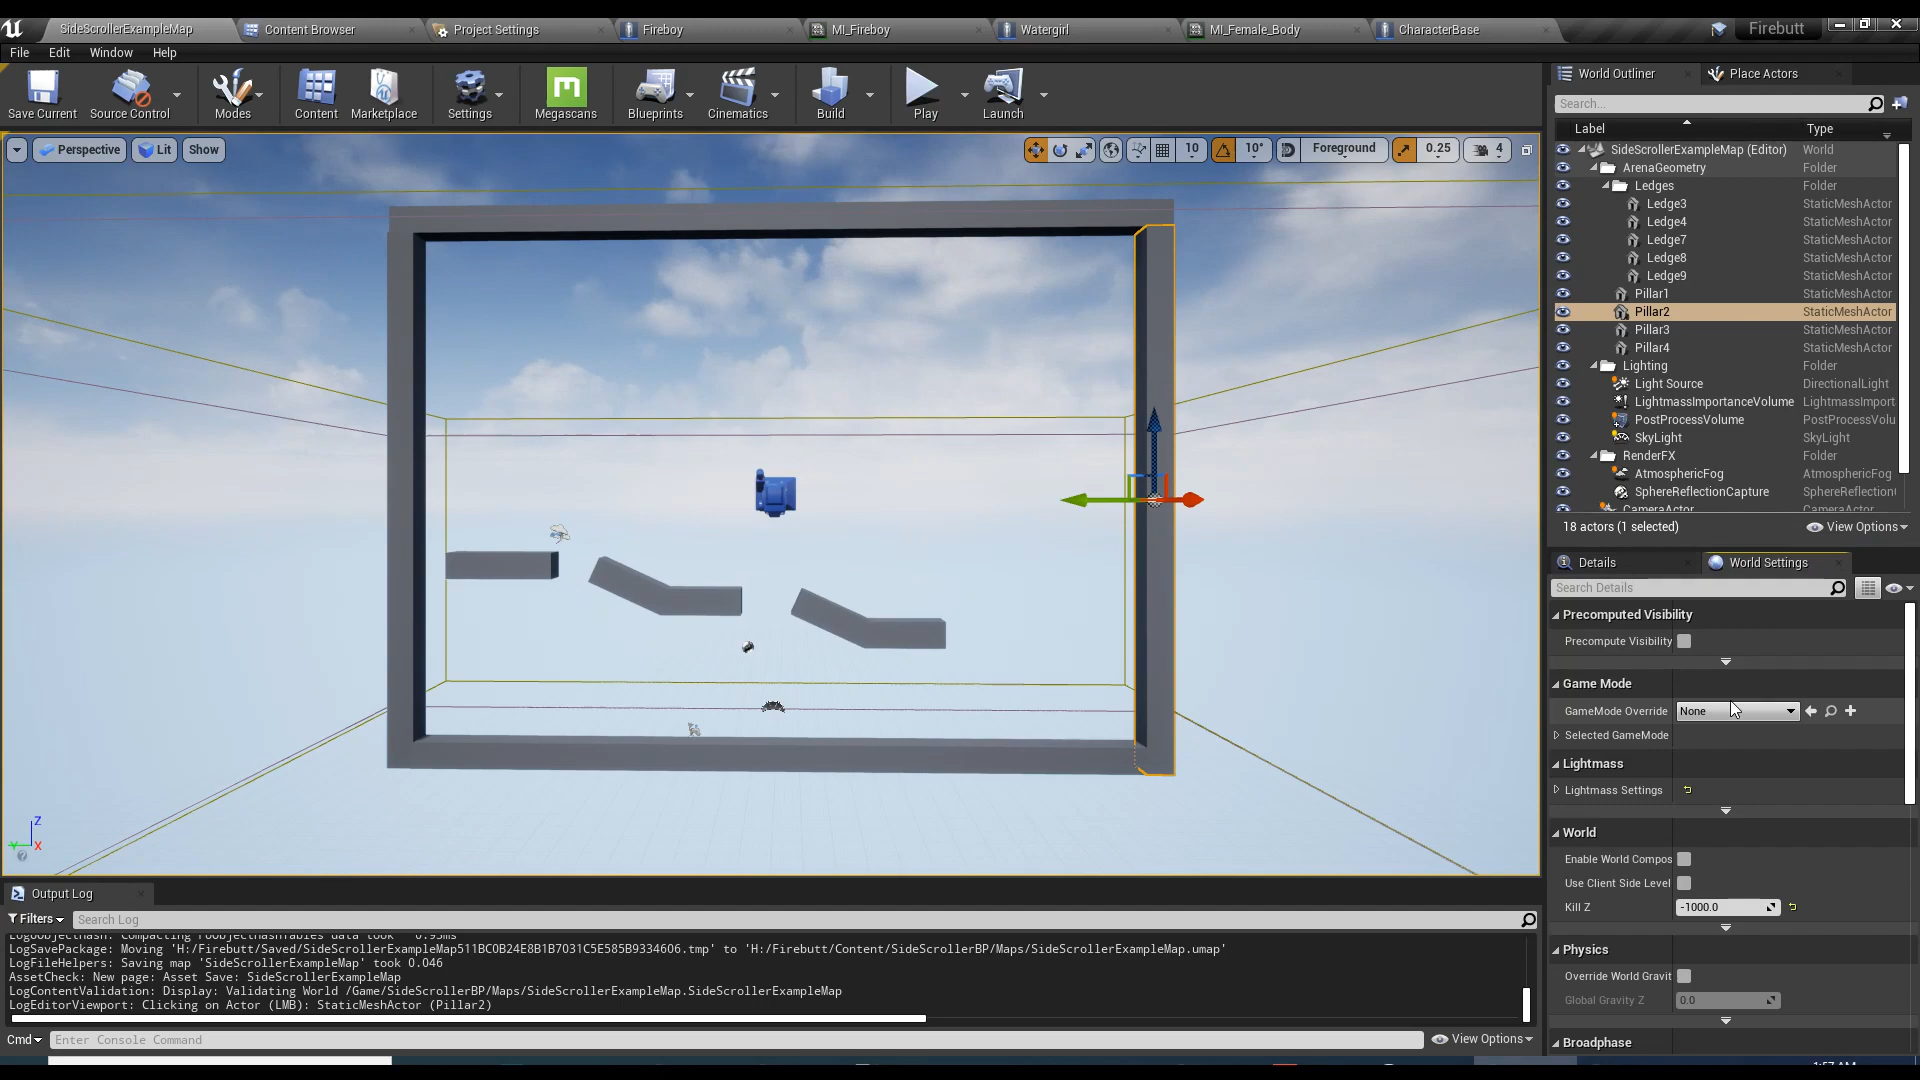 SideScrollerExampleMap Content Browser Project Settings Fireboy MI_Fireboy Watergirl MI_Female_Body CharacterBase Firebutt
File Edit Window Help
Save Current Source Control Modes Content Marketplace Settings Megascans Blueprints Cinematics Build Play Launch
Perspective Lit Show 10 10° Foreground 0.25 4
Z
Y X
World Outliner Place Actors
Search...
Label Type
SideScrollerExampleMap (Editor) World
ArenaGeometry Folder
Ledges Folder
Ledge3 StaticMeshActor
Ledge4 StaticMeshActor
Ledge7 StaticMeshActor
Ledge8 StaticMeshActor
Ledge9 StaticMeshActor
Pillar1 StaticMeshActor
Pillar2 StaticMeshActor
Pillar3 StaticMeshActor
Pillar4 StaticMeshActor
Lighting Folder
Light Source DirectionalLight
LightmassImportanceVolume LightmassImport
PostProcessVolume PostProcessVolu
SkyLight SkyLight
RenderFX Folder
AtmosphericFog AtmosphericFog
SphereReflectionCapture SphereReflection
CameraActor CameraActor
18 actors (1 selected) View Options
Details World Settings
Search Details
Precomputed Visibility
Precompute Visibility
Game Mode
GameMode Override None
Selected GameMode
Lightmass
Lightmass Settings
World
Enable World Compos
Use Client Side Level
Kill Z -1000.0
Physics
Override World Gravit
Global Gravity Z 0.0
Broadphase
Output Log
Filters Search Log
LogSavePackage: Moving 'H:/Firebutt/Saved/SideScrollerExampleMap511BC0B24E8B1B7031C5E585B9334606.tmp' to 'H:/Firebutt/Content/SideScrollerBP/Maps/SideScrollerExampleMap.umap'
LogFileHelpers: Saving map 'SideScrollerExampleMap' took 0.046
AssetCheck: New page: Asset Save: SideScrollerExampleMap
LogContentValidation: Display: Validating World /Game/SideScrollerBP/Maps/SideScrollerExampleMap.SideScrollerExampleMap
LogEditorViewport: Clicking on Actor (LMB): StaticMeshActor (Pillar2)
Cmd Enter Console Command View Options